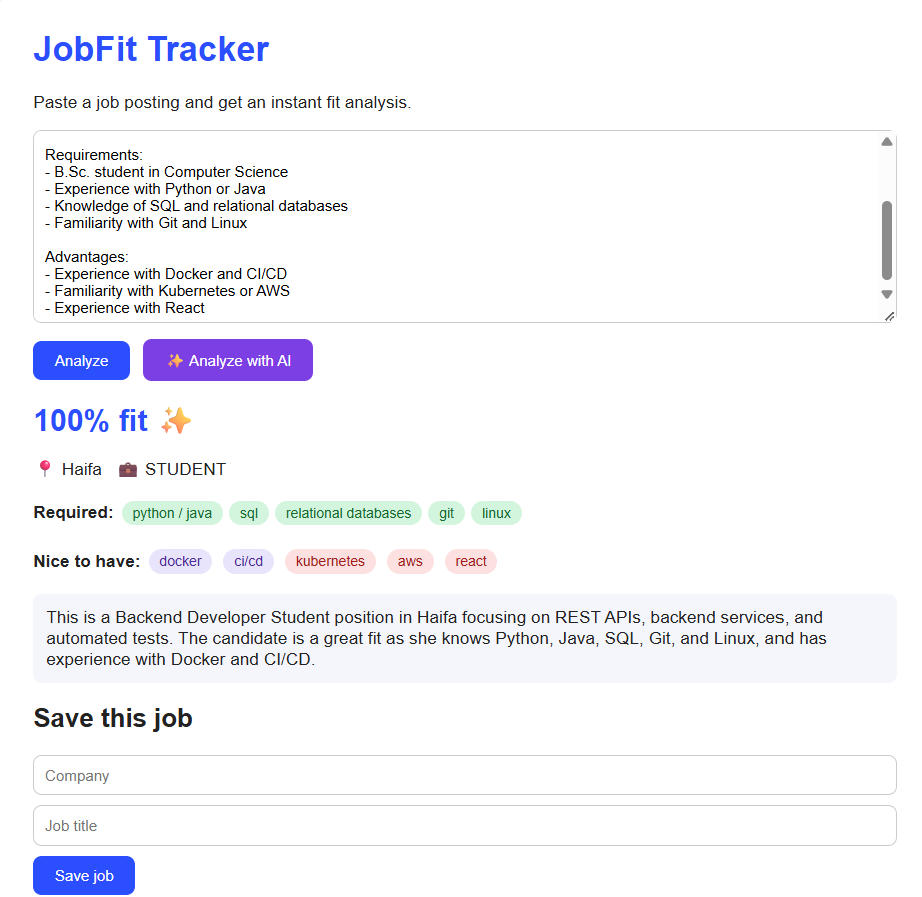 JobFit Tracker
Paste a job posting and get an instant fit analysis.
Requirements:
- B.Sc. student in Computer Science
- Experience with Python or Java
- Knowledge of SQL and relational databases
- Familiarity with Git and Linux
Advantages:
- Experience with Docker and CI/CD
- Familiarity with Kubernetes or AWS
- Experience with React
Analyze ✨ Analyze with AI
100% fit ✨
📍 Haifa 💼 STUDENT
Required: python / java sql relational databases git linux
Nice to have: docker ci/cd kubernetes aws react
This is a Backend Developer Student position in Haifa focusing on REST APIs, backend services, and
automated tests. The candidate is a great fit as she knows Python, Java, SQL, Git, and Linux, and has
experience with Docker and CI/CD.
Save this job
Company
Job title
Save job